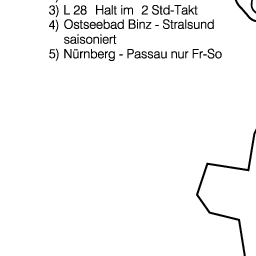 3) L 28 Halt im 2 Std-Takt
4) Ostseebad Binz - Stralsund
saisoniert
5) Nürnberg - Passau nur Fr-So